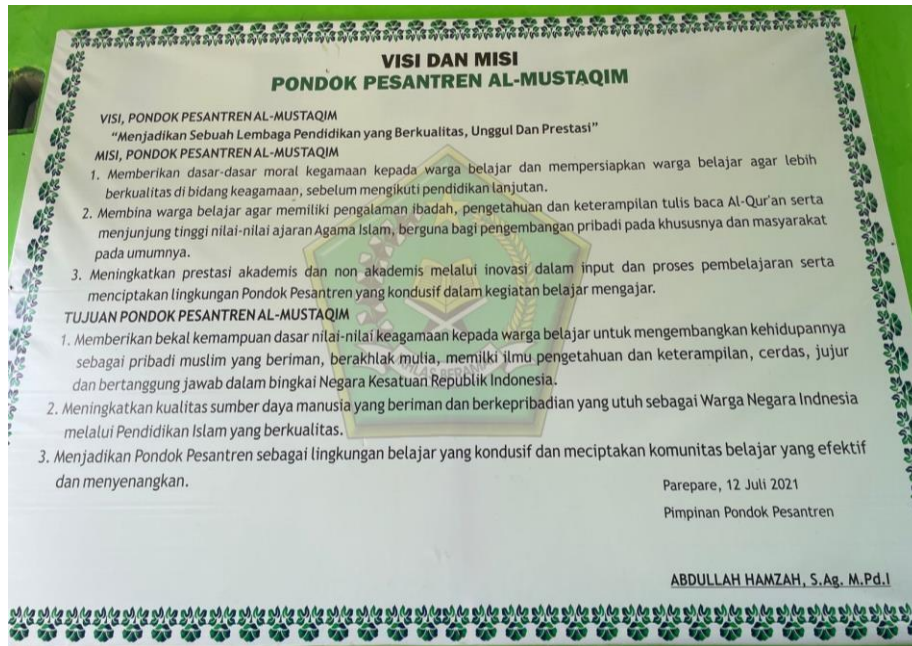 VISI DAN MISI
PONDOK PESANTREN AL-MUSTAQIM
VISI, PONDOK PESANTREN AL-MUSTAQIM
"Menjadikan Sebuah Lembaga Pendidikan yang Berkualitas, Unggul Dan Prestasi"
MISI, PONDOK PESANTREN AL-MUSTAQIM
1. Memberikan dasar-dasar moral kegamaan kepada warga belajar dan mempersiapkan warga belajar agar lebih
berkualitas di bidang keagamaan, sebelum mengikuti pendidikan lanjutan.
2. Membina warga belajar agar memiliki pengalaman ibadah, pengetahuan dan keterampilan tulis baca Al-Qur'an serta
menjunjung tinggi nilai-nilai ajaran Agama Islam, berguna bagi pengembangan pribadi pada khususnya dan masyarakat
pada umumnya.
3. Meningkatkan prestasi akademis dan non akademis melalui inovasi dalam input dan proses pembelajaran serta
menciptakan lingkungan Pondok Pesantren yang kondusif dalam kegiatan belajar mengajar.
TUJUAN PONDOK PESANTREN AL-MUSTAQIM
1. Memberikan bekal kemampuan dasar nilai-nilai keagamaan kepada warga belajar untuk mengembangkan kehidupannya
sebagai pribadi muslim yang beriman, berakhlak mulia, memilki ilmu pengetahuan dan keterampilan, cerdas, jujur
dan bertanggung jawab dalam bingkai Negara Kesatuan Republik Indonesia.
2. Meningkatkan kualitas sumber daya manusia yang beriman dan berkepribadian yang utuh sebagai Warga Negara Indnesia
melalui Pendidikan Islam yang berkualitas.
3. Menjadikan Pondok Pesantren sebagai lingkungan belajar yang kondusif dan meciptakan komunitas belajar yang efektif
dan menyenangkan.
Parepare, 12 Juli 2021
Pimpinan Pondok Pesantren
ABDULLAH HAMZAH, S.Ag. M.Pd.I